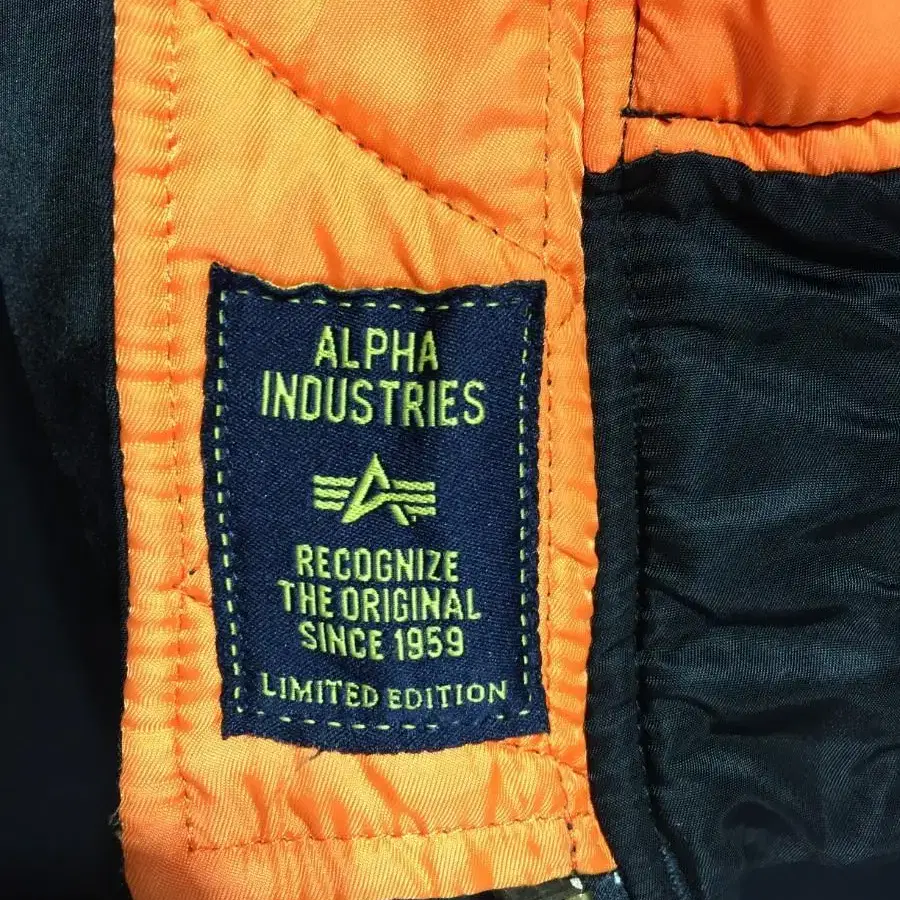 ALPHA
INDUSTRIES
RECOGNIZE
THE ORIGINAL
SINCE 1959
LIMITED EDITION